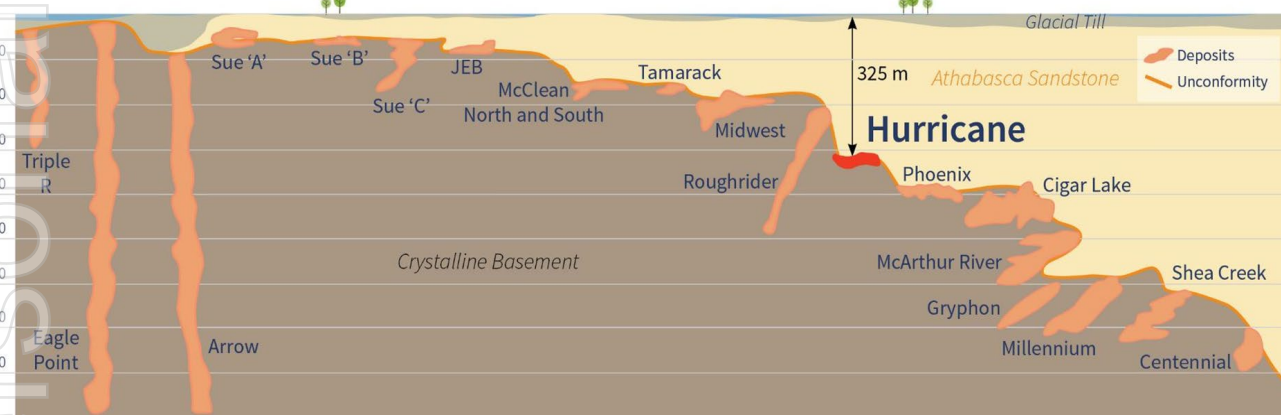 Glacial Till
Deposits
Unconformity
Athabasca Sandstone
325 m
Hurricane
Sue ‘A’
Sue ‘B’
Sue ‘C’
JEB
McClean
North and South
Tamarack
Midwest
Roughrider
Phoenix
Cigar Lake
McArthur River
Gryphon
Millennium
Shea Creek
Centennial
Triple
R
Eagle
Point
Arrow
Crystalline Basement